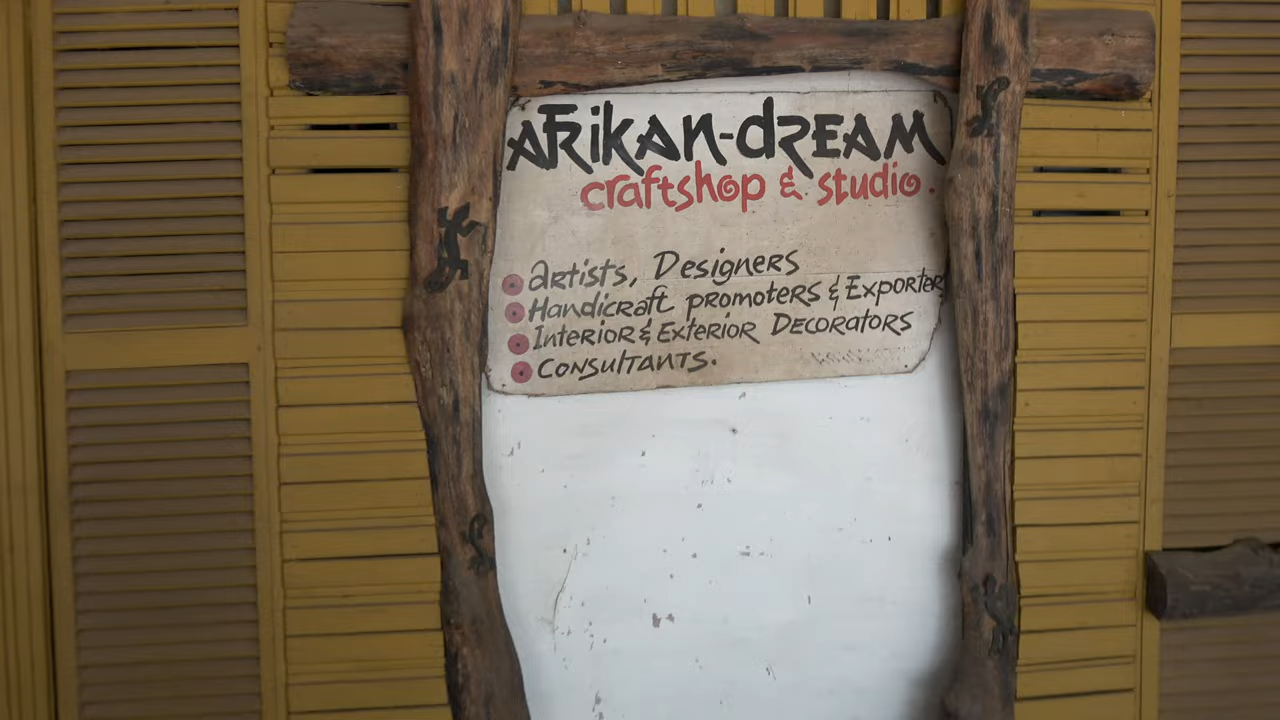 AFRIKAN-dREAM
craftshop & studio.
Artists, Designers
Handicraft promoters & Exporters
Interior & Exterior Decorators
Consultants.